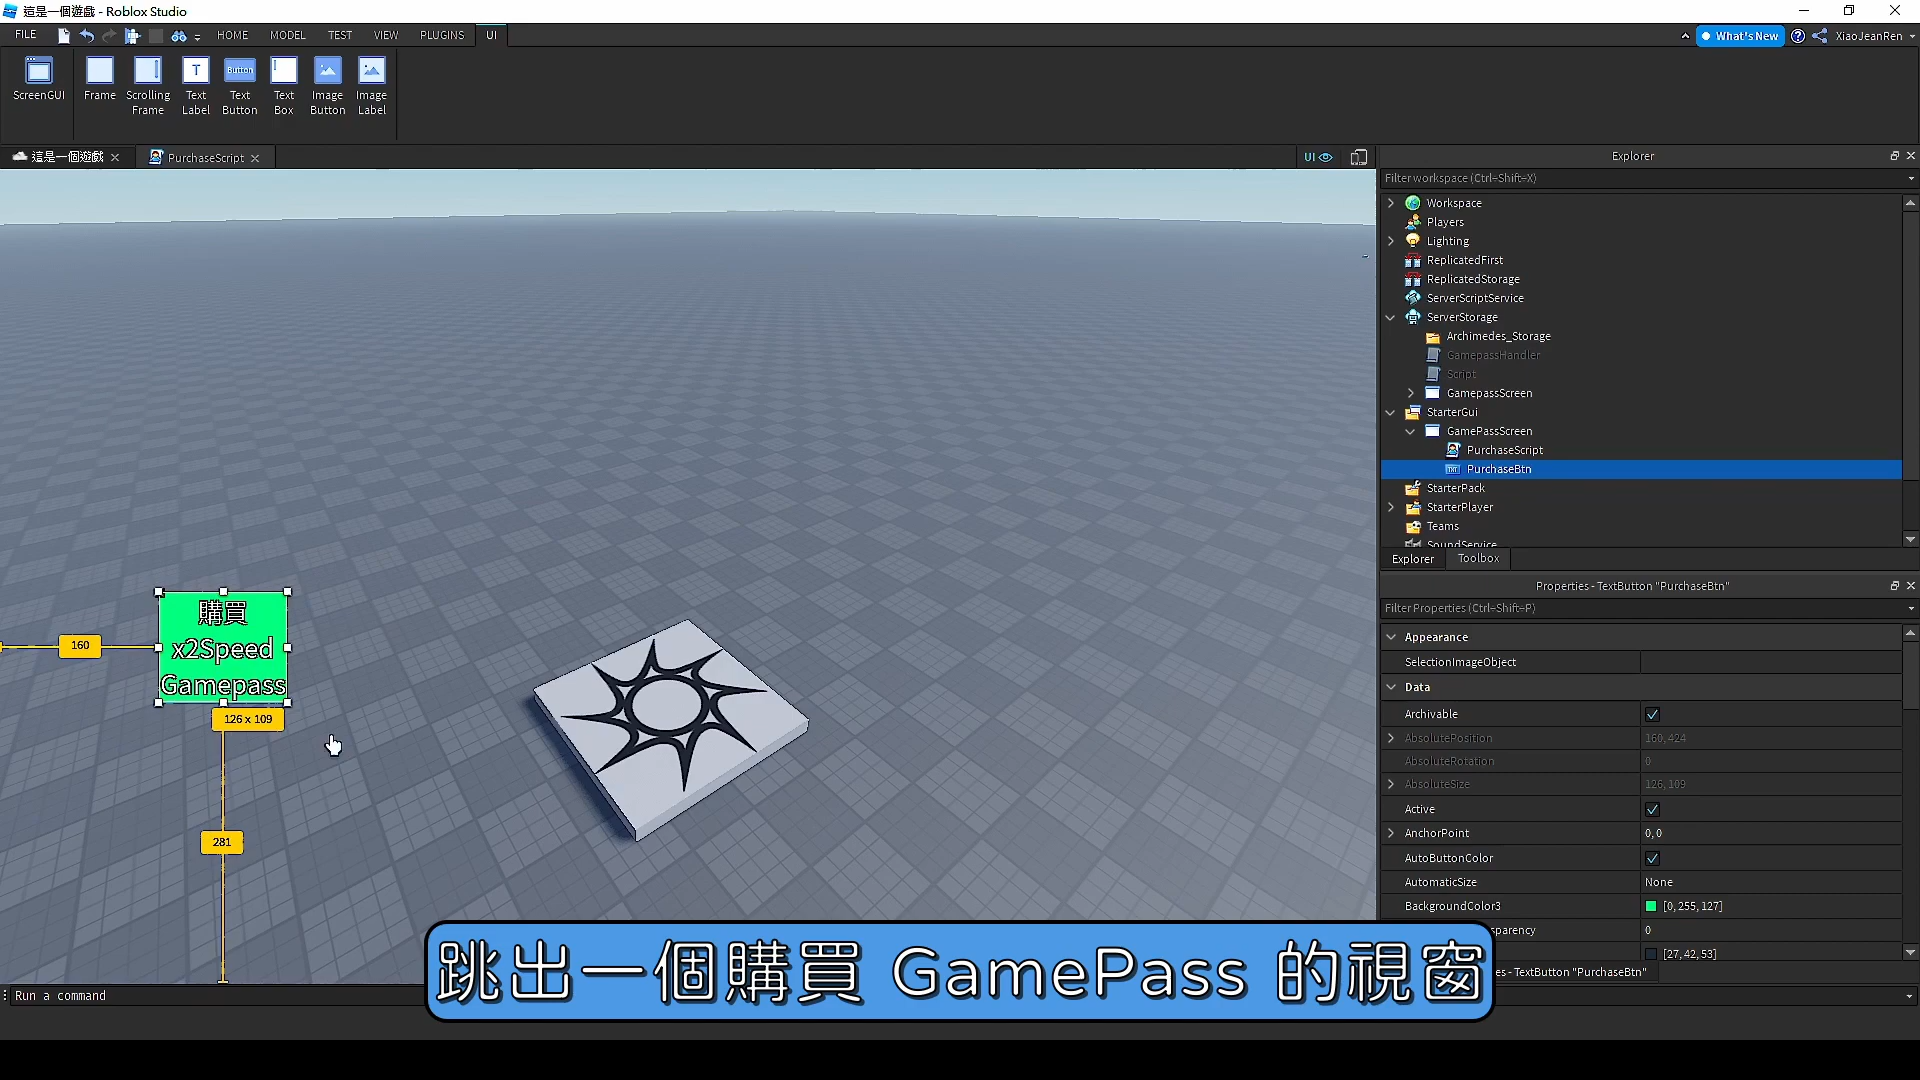 這是一個遊戲 - Roblox Studio
FILE
HOME
MODEL
TEST
VIEW
PLUGINS
UI
What's New
XiaoJeanRen
ScreenGUI
Frame
Scrolling
Frame
Text
Label
Button
Text
Button
Text
Box
Image
Button
Image
Label
這是一個遊戲
PurchaseScript
UI
Explorer
Filter workspace (Ctrl+Shift+X)
Workspace
Players
Lighting
ReplicatedFirst
ReplicatedStorage
ServerScriptService
ServerStorage
Archimedes_Storage
GamepassHandler
Script
GamepassScreen
StarterGui
GamePassScreen
PurchaseScript
PurchaseBtn
StarterPack
StarterPlayer
Teams
SoundService
Explorer
Toolbox
Properties - TextButton "PurchaseBtn"
Filter Properties (Ctrl+Shift+P)
Appearance
SelectionImageObject
Data
Archivable
AbsolutePosition 160, 424
AbsoluteRotation 0
AbsoluteSize 126, 109
Active
AnchorPoint 0, 0
AutoButtonColor
AutomaticSize None
BackgroundColor3 [0, 255, 127]
sparency 0
[27, 42, 53]
es - TextButton "PurchaseBtn"
購買
x2Speed
Gamepass
160
126 x 109
281
跳出一個購買 GamePass 的視窗
Run a command